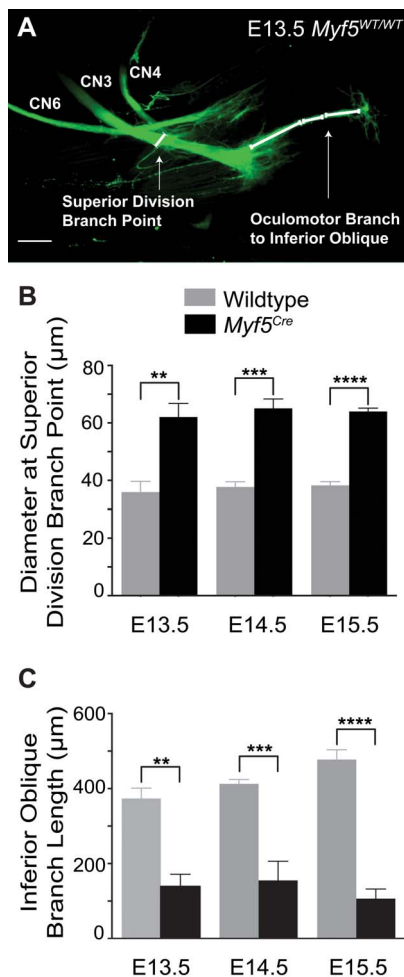 A
E13.5 Myf5WT/WT
CN4
CN3
CN6
Superior Division
Branch Point
Oculomotor Branch
to Inferior Oblique
B
Wildtype
Myf5Cre
Diameter at Superior
Division Branch Point (μm)
80
60
40
20
0
**
***
****
E13.5
E14.5
E15.5
C
Inferior Oblique
Branch Length (μm)
600
400
200
0
**
***
****
E13.5
E14.5
E15.5